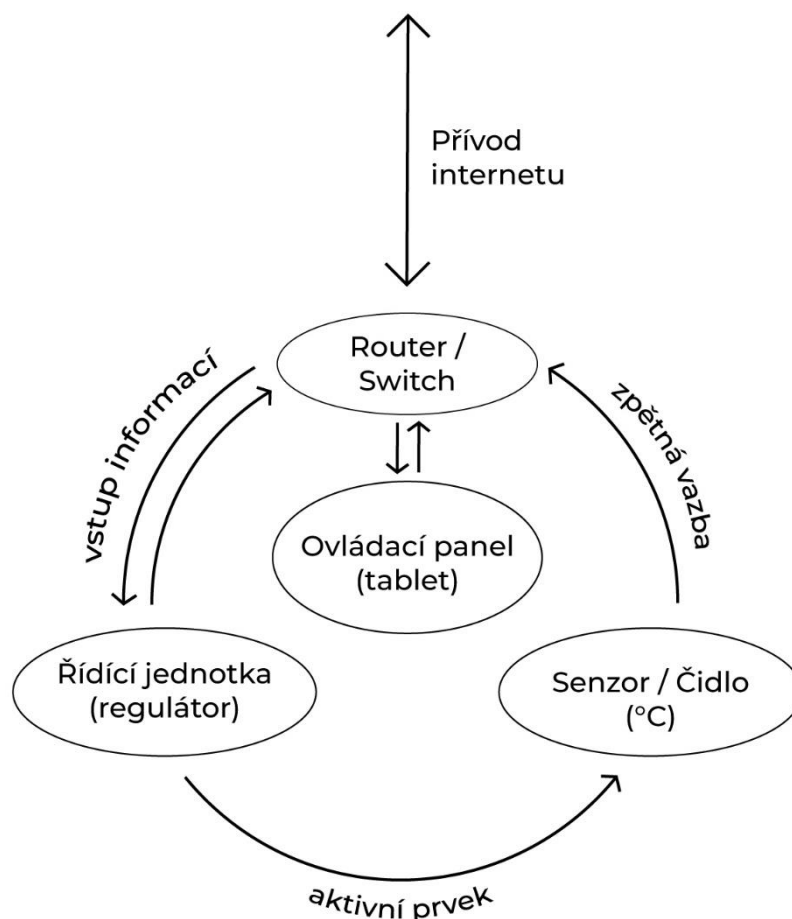 Přívod
internetu
Router /
Switch
vstup informací
zpětná vazba
Ovládací panel
(tablet)
Řídící jednotka
(regulátor)
Senzor / Čidlo
(°C)
aktivní prvek